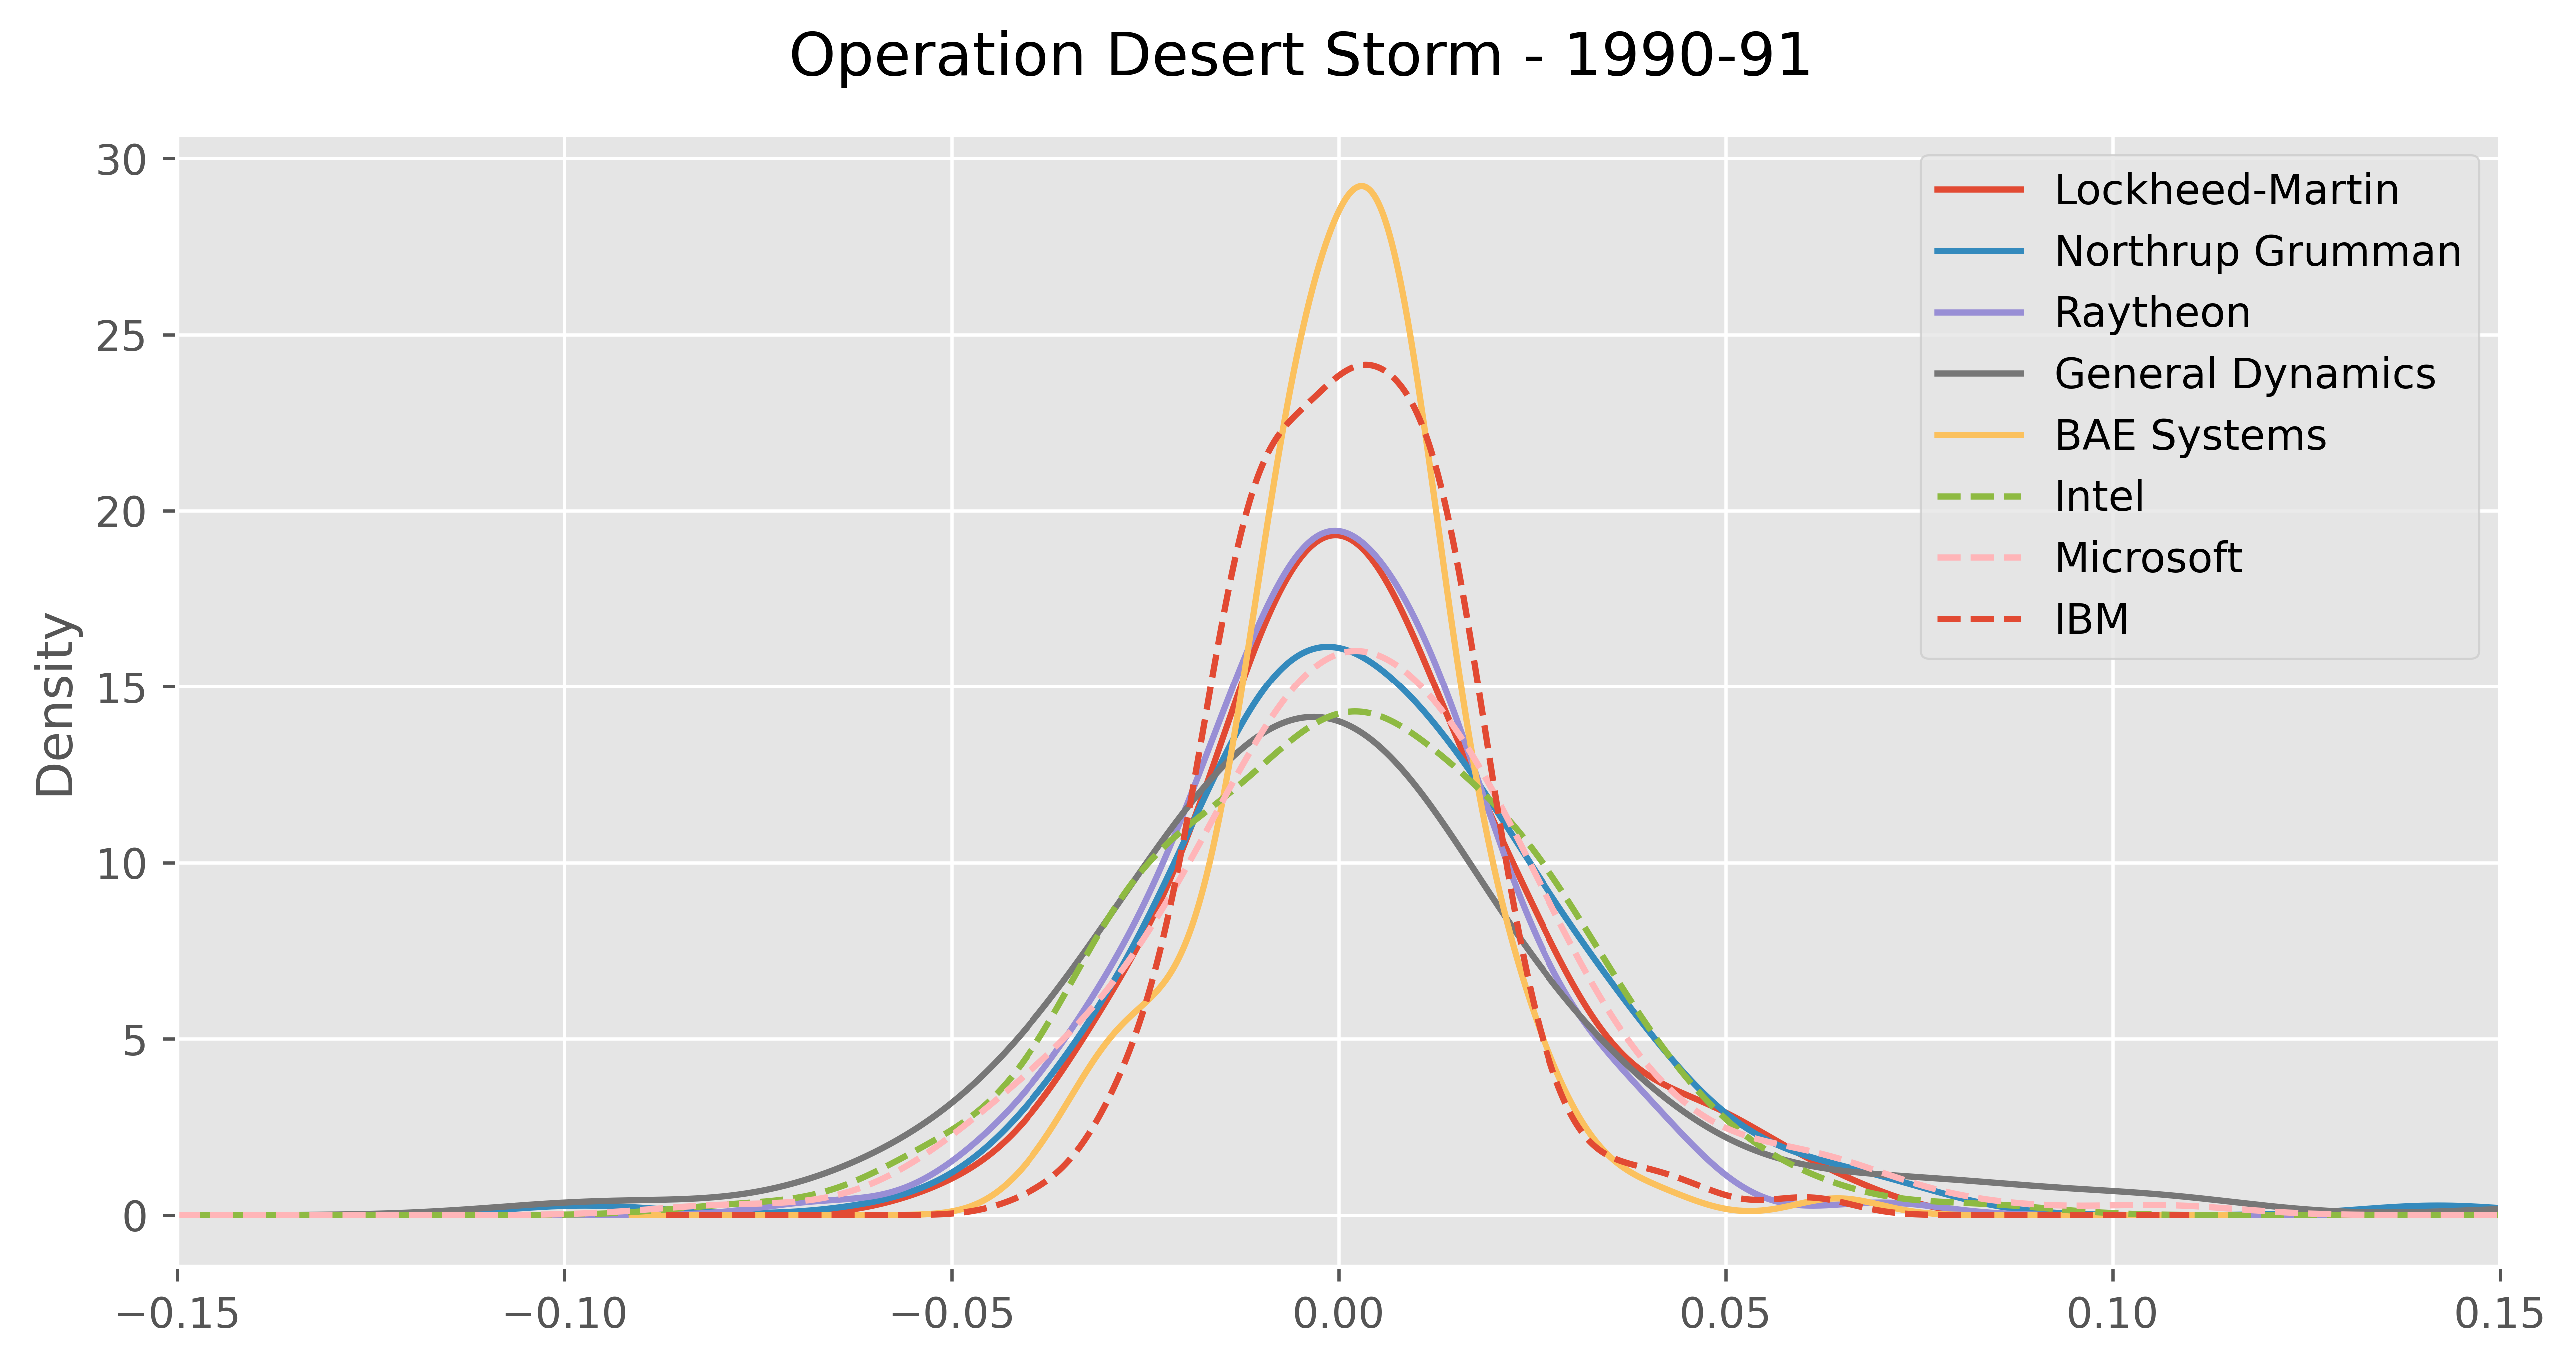 Operation Desert Storm - 1990-91
30
25
20
15
10
5
0
Density
Lockheed-Martin
Northrup Grumman
Raytheon
General Dynamics
BAE Systems
Intel
Microsoft
IBM
−0.15 −0.10 −0.05 0.00 0.05 0.10 0.15